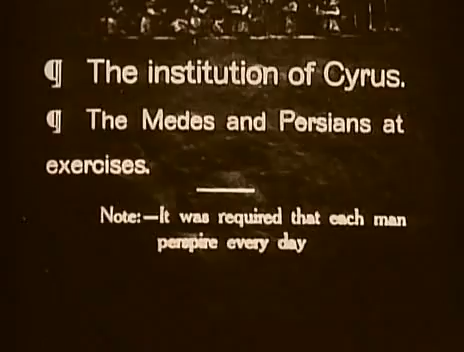 ¶ The institution of Cyrus.
¶ The Medes and Persians at
exercises.
Note:—It was required that each man
perspire every day